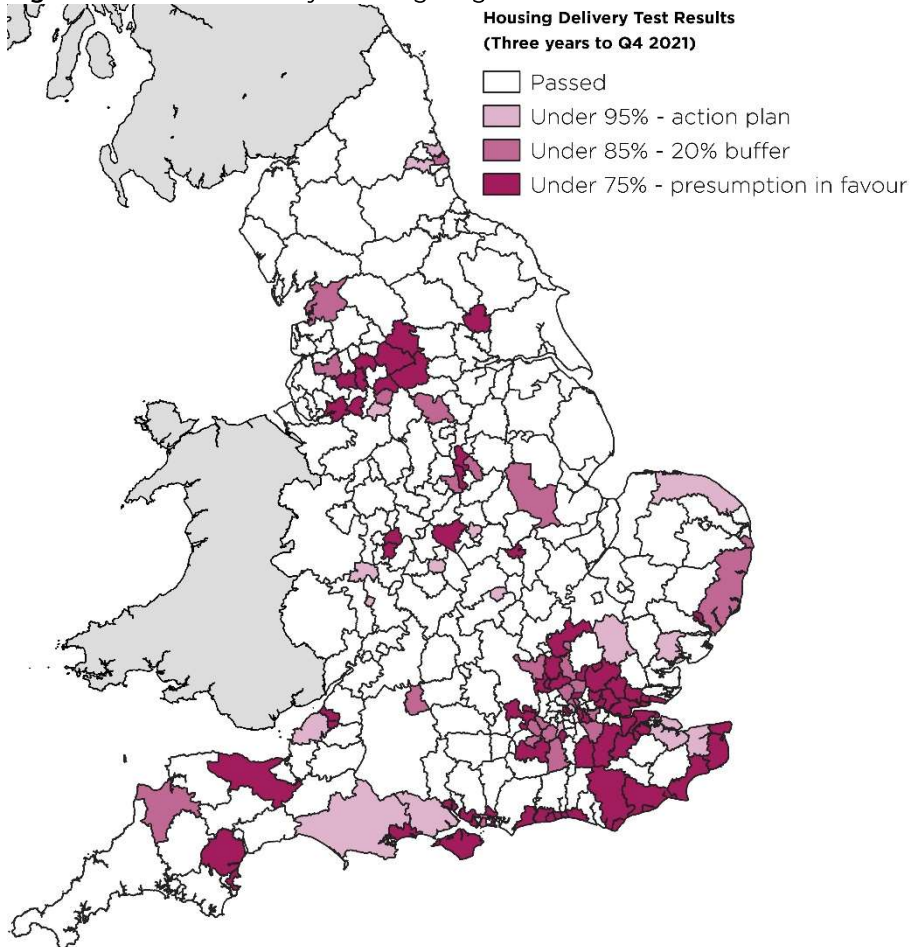 Housing Delivery Test Results
(Three years to Q4 2021)
Passed
Under 95% - action plan
Under 85% - 20% buffer
Under 75% - presumption in favour